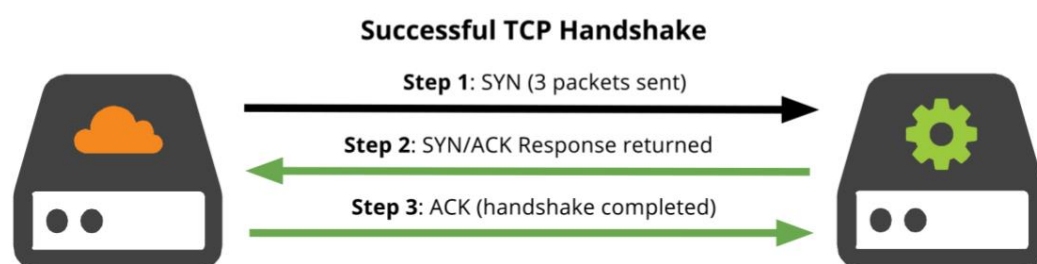 Successful TCP Handshake
Step 1: SYN (3 packets sent)
Step 2: SYN/ACK Response returned
Step 3: ACK (handshake completed)